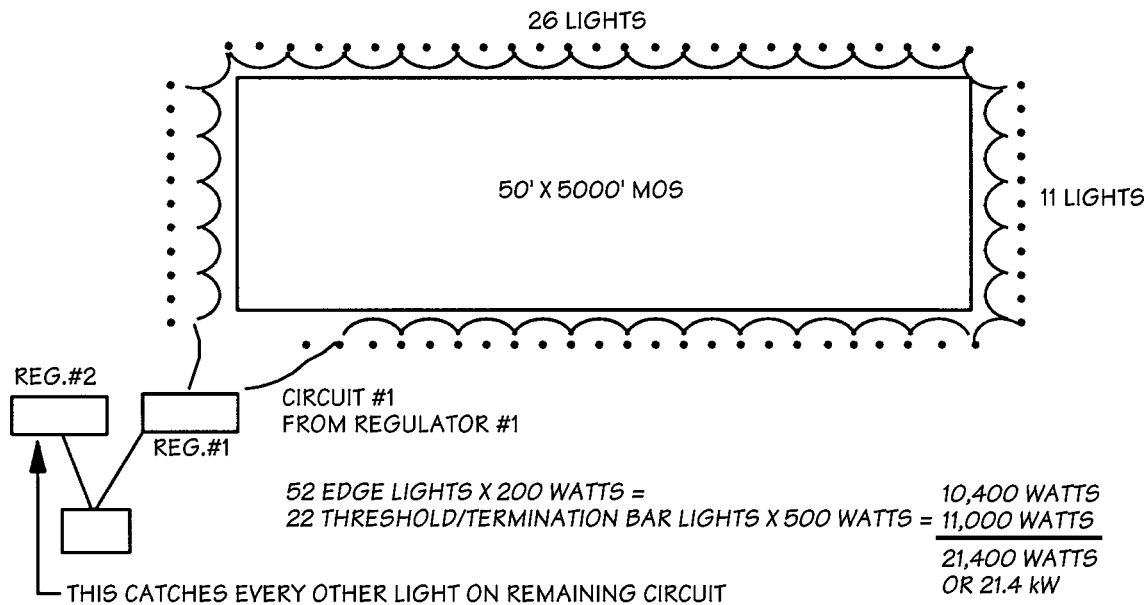 26 LIGHTS
50' X 5000' MOS
11 LIGHTS
REG.#2
REG.#1
CIRCUIT #1
FROM REGULATOR #1
52 EDGE LIGHTS X 200 WATTS = 10,400 WATTS
22 THRESHOLD/TERMINATION BAR LIGHTS X 500 WATTS = 11,000 WATTS
21,400 WATTS
OR 21.4 kW
THIS CATCHES EVERY OTHER LIGHT ON REMAINING CIRCUIT